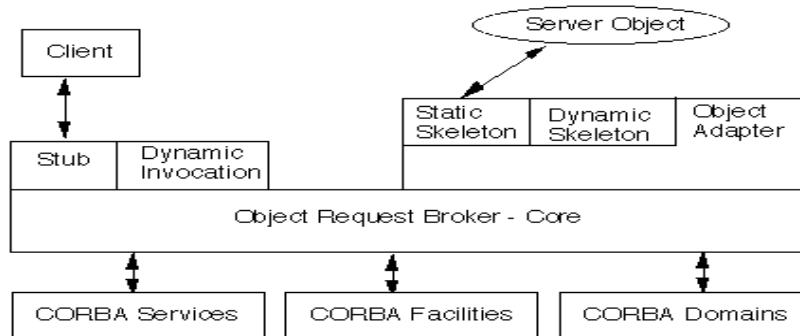 Server Object
Client
Static
Skeleton
Dynamic
Skeleton
Object
Adapter
Stub
Dynamic
Invocation
Object Request Broker - Core
CORBA Services
CORBA Facilities
CORBA Domains